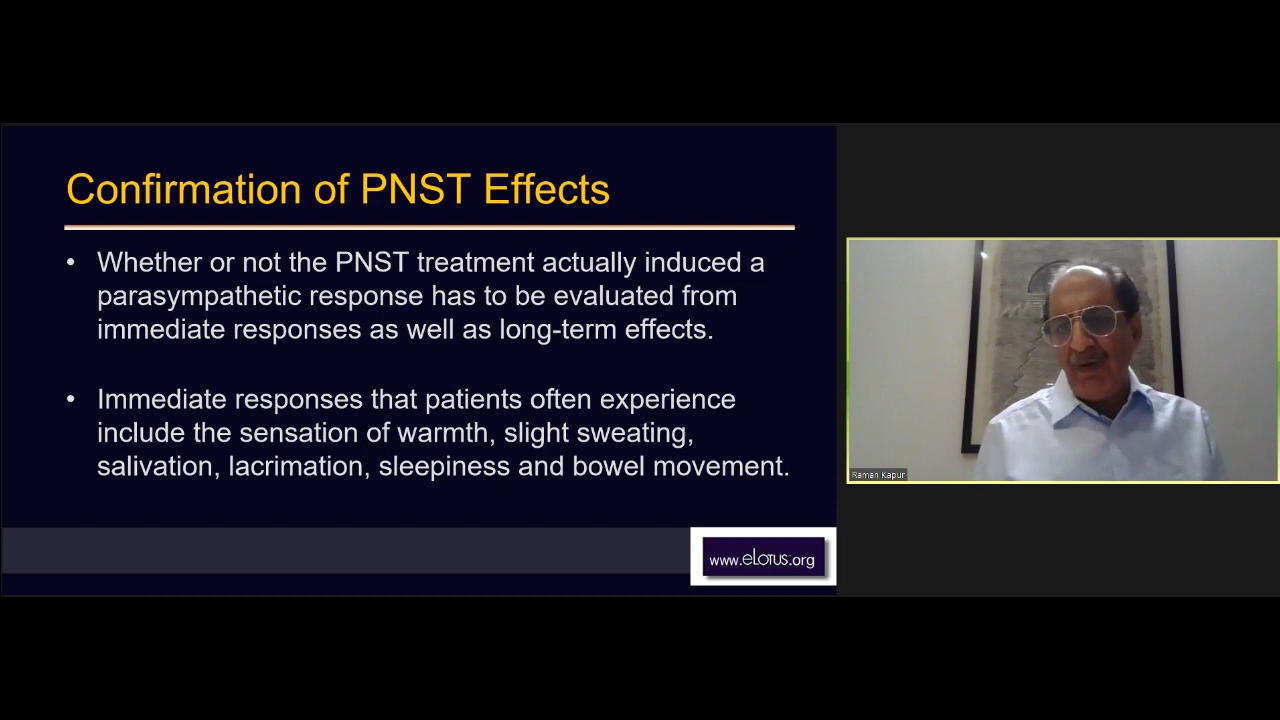 Confirmation of PNST Effects
• Whether or not the PNST treatment actually induced a
parasympathetic response has to be evaluated from
immediate responses as well as long-term effects.
• Immediate responses that patients often experience
include the sensation of warmth, slight sweating,
salivation, lacrimation, sleepiness and bowel movement.
www.eLOTUS.org
Raman Kapur